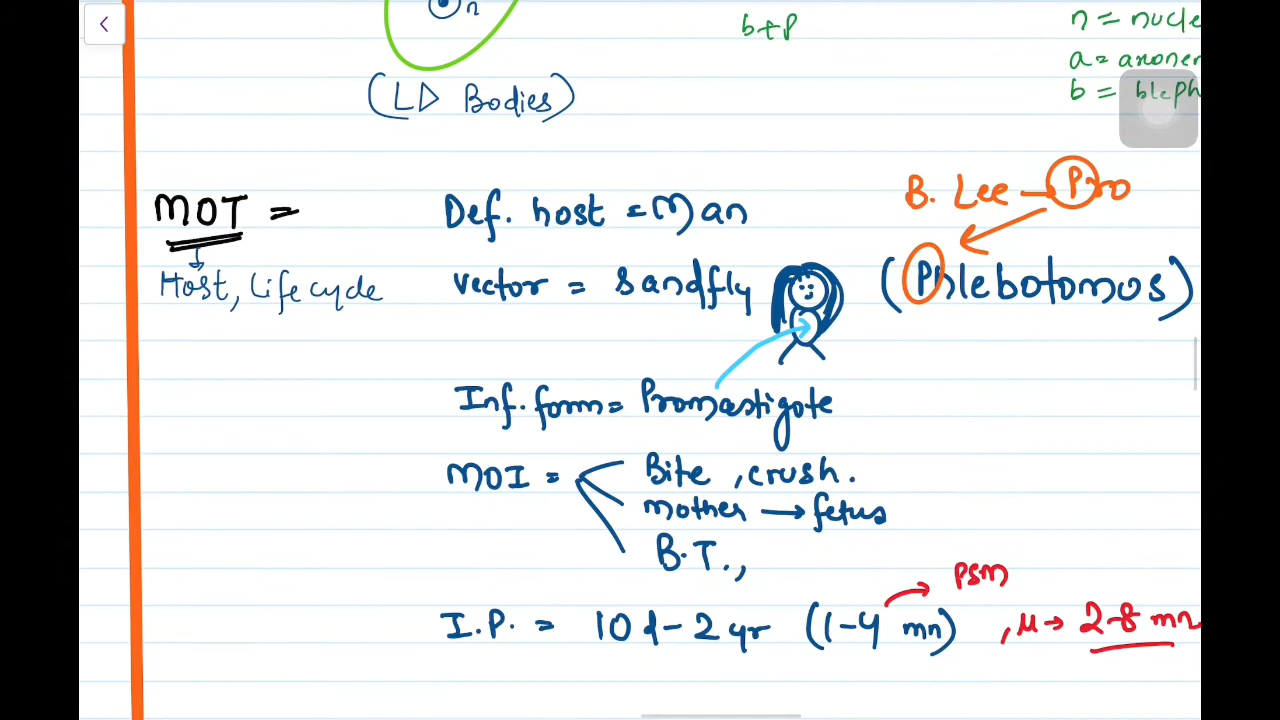 n
b+p
n = nucle
a = axonen
b = bleph
(LD Bodies)
MOT =
Host, Life cycle
Def. host = Man
B. Lee → Pro
vector = sandfly
(Phlebotomos)
Inf. form = Promastigote
MOI =
Bite, crush.
mother → fetus
B.T.,
I.P. = 10 d - 2 yr (1-4 mn)
PSM
, μ → 2-8 mn